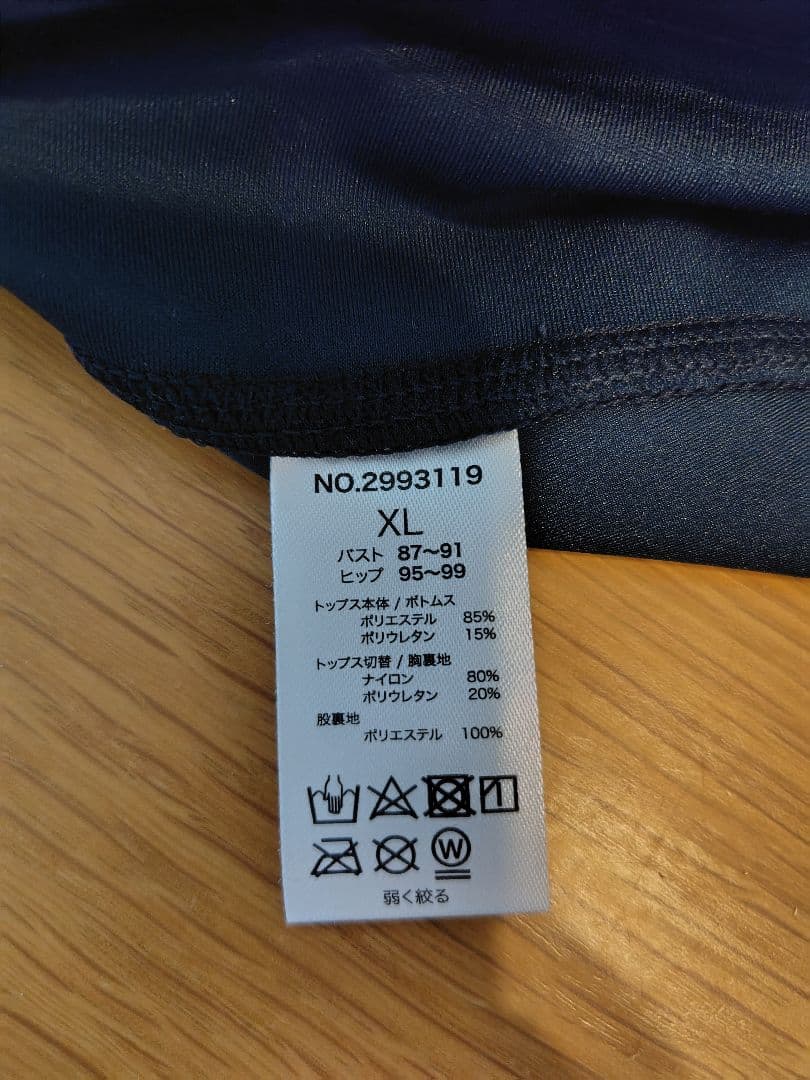 NO.2993119
XL
バスト 87～91
ヒップ 95～99
トップス本体 / ボトムス
ポリエステル 85%
ポリウレタン 15%
トップス切替 / 胸裏地
ナイロン 80%
ポリウレタン 20%
股裏地
ポリエステル 100%
W
弱く絞る